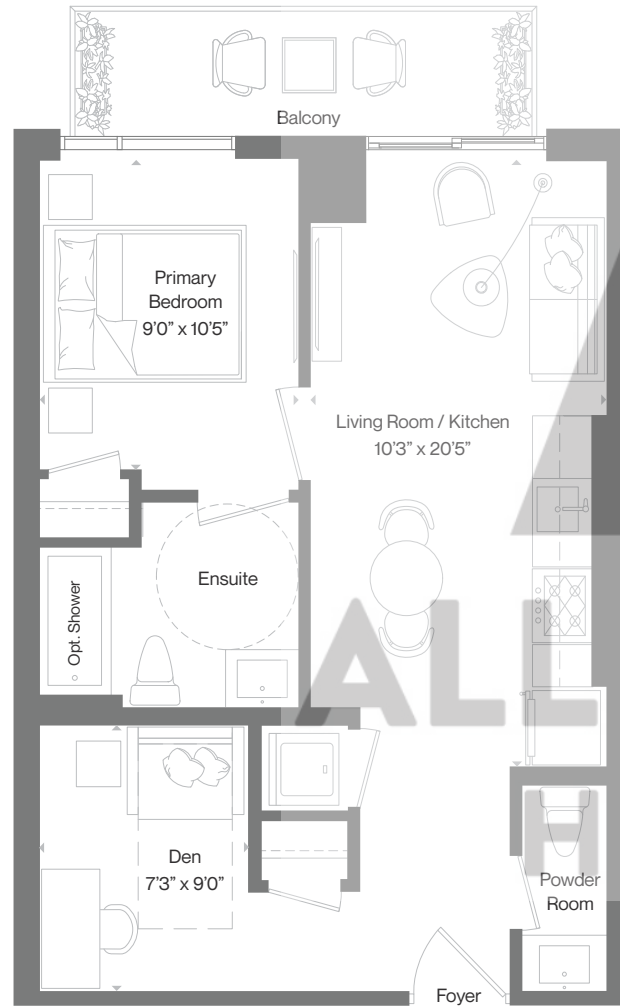 Balcony
Primary
Bedroom
9'0" x 10'5"
Living Room / Kitchen
10'3" x 20'5"
Ensuite
Opt. Shower
Den
7'3" x 9'0"
Powder
Room
Foyer
ALL
H